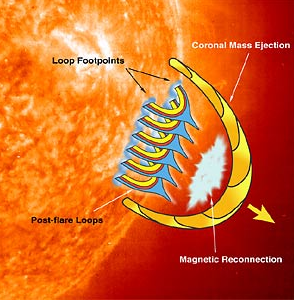 Coronal Mass Ejection
Loop Footpoints
Post-flare Loops
Magnetic Reconnection